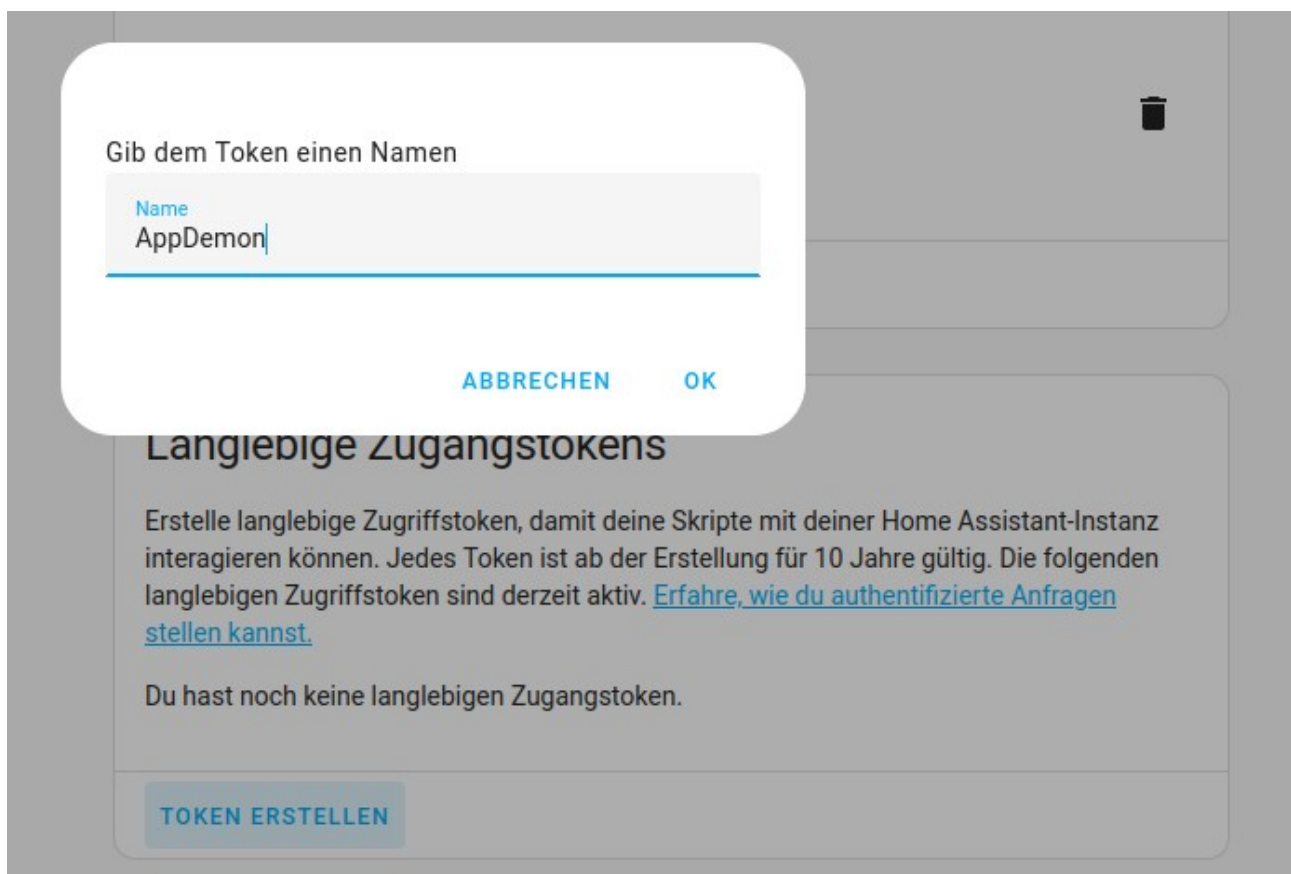 Gib dem Token einen Namen
Name
AppDemon
ABBRECHEN OK
Langlebige Zugangstokens
Erstelle langlebige Zugriffstoken, damit deine Skripte mit deiner Home Assistant-Instanz
interagieren können. Jedes Token ist ab der Erstellung für 10 Jahre gültig. Die folgenden
langlebigen Zugriffstoken sind derzeit aktiv. Erfahre, wie du authentifizierte Anfragen
stellen kannst.
Du hast noch keine langlebigen Zugangstoken.
TOKEN ERSTELLEN